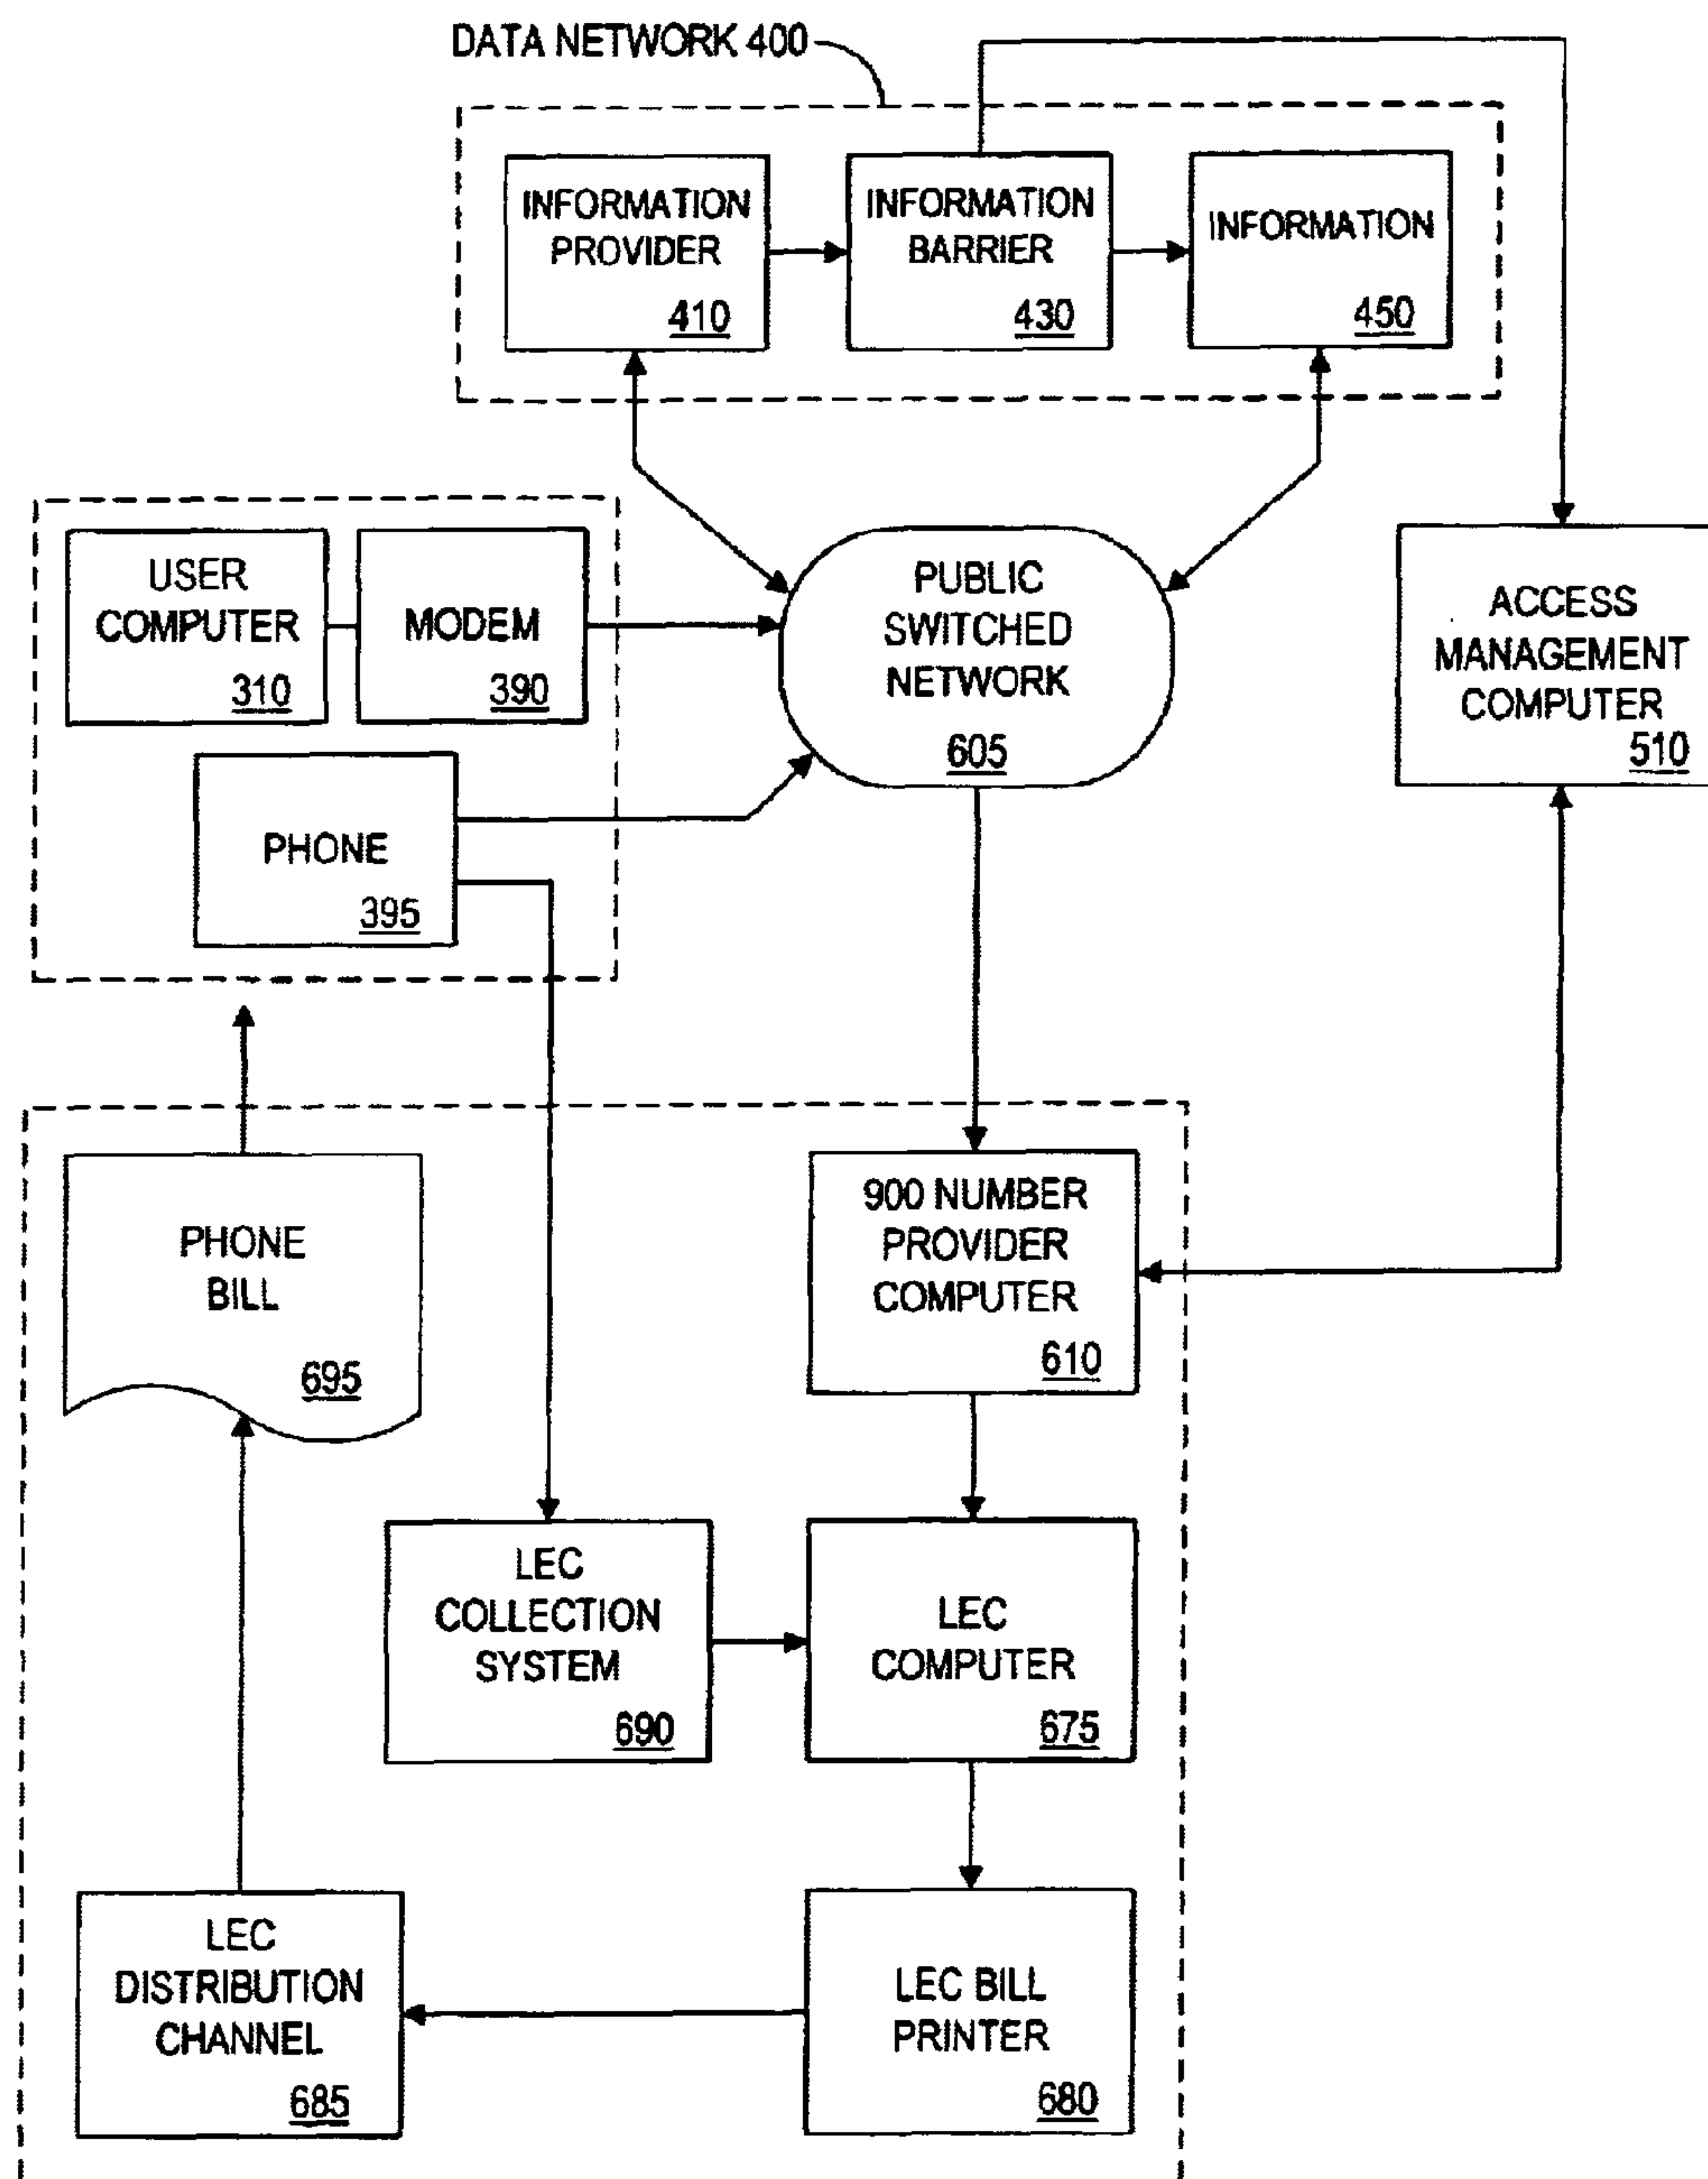 DATA NETWORK 400
INFORMATION
PROVIDER
410
INFORMATION
BARRIER
430
INFORMATION
450
USER
COMPUTER
310
MODEM
390
PUBLIC
SWITCHED
NETWORK
605
ACCESS
MANAGEMENT
COMPUTER
510
PHONE
395
PHONE
BILL
695
900 NUMBER
PROVIDER
COMPUTER
610
LEC
COLLECTION
SYSTEM
690
LEC
COMPUTER
675
LEC
DISTRIBUTION
CHANNEL
685
LEC BILL
PRINTER
680